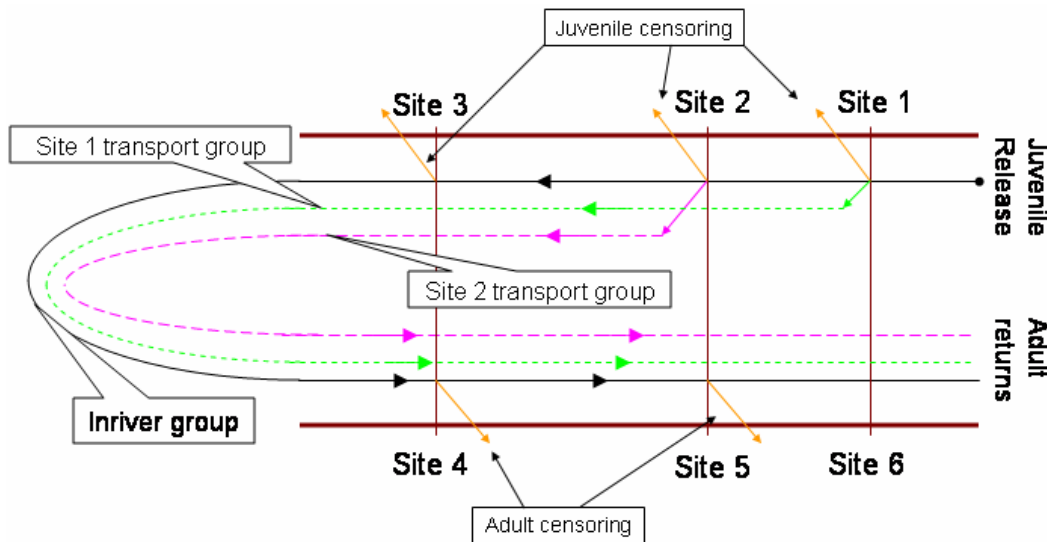 Juvenile censoring
Site 3
Site 2
Site 1
Site 1 transport group
Juvenile
Release
Site 2 transport group
Adult
returns
Inriver group
Site 4
Site 5
Site 6
Adult censoring